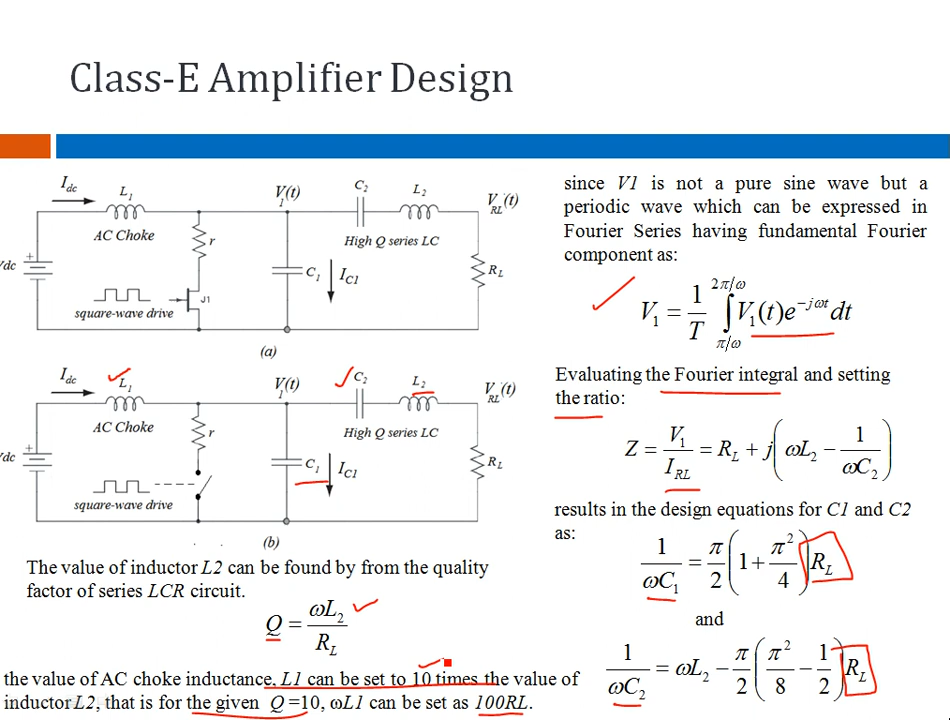 Class-E Amplifier Design
I_dc
L_1
AC Choke
r
J1
square-wave drive
V_1(t)
C_1
I_C1
C_2
L_2
High Q series LC
V_RL(t)
R_L
+
dc
(a)
I_dc
L_1
AC Choke
r
square-wave drive
V_1(t)
C_1
I_C1
C_2
L_2
High Q series LC
V_RL(t)
R_L
+
dc
(b)
The value of inductor L2 can be found by from the quality
factor of series LCR circuit.
Q = ωL_2 / R_L
the value of AC choke inductance, L1 can be set to 10 times the value of
inductor L2, that is for the given Q =10, ωL1 can be set as 100RL.
since V1 is not a pure sine wave but a
periodic wave which can be expressed in
Fourier Series having fundamental Fourier
component as:
V_1 = 1/T ∫_{π/ω}^{2π/ω} V_1(t)e^{-jωt} dt
Evaluating the Fourier integral and setting
the ratio:
Z = V_1 / I_RL = R_L + j(ωL_2 − 1/ωC_2)
results in the design equations for C1 and C2
as:
1/ωC_1 = π/2 (1 + π²/4) R_L
and
1/ωC_2 = ωL_2 − π/2 (π²/8 − 1/2) R_L